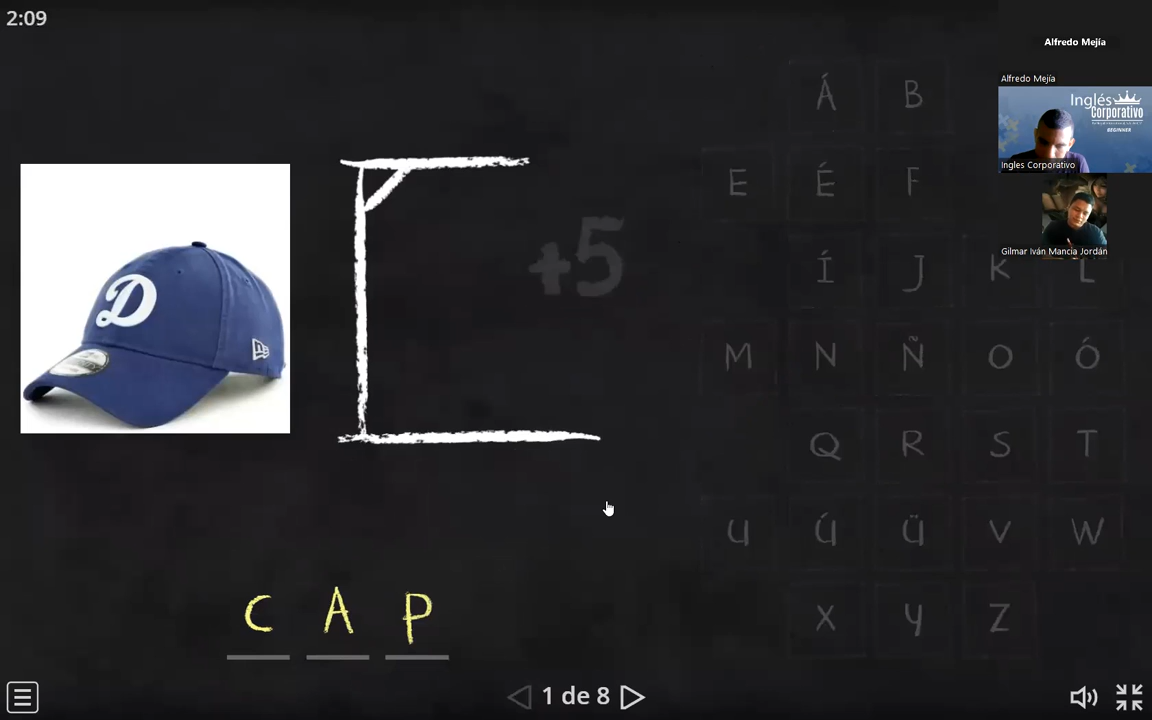 2:09
Alfredo Mejía
Alfredo Mejía
Inglés
Corporativo
BEGINNER
Ingles Corporativo
Gilmar Iván Mancia Jordán
D
+5
Á B
E É F
Í J K L
M N Ñ O Ó
Q R S T
U Ú Ü V W
X Y Z
C A P
1 de 8